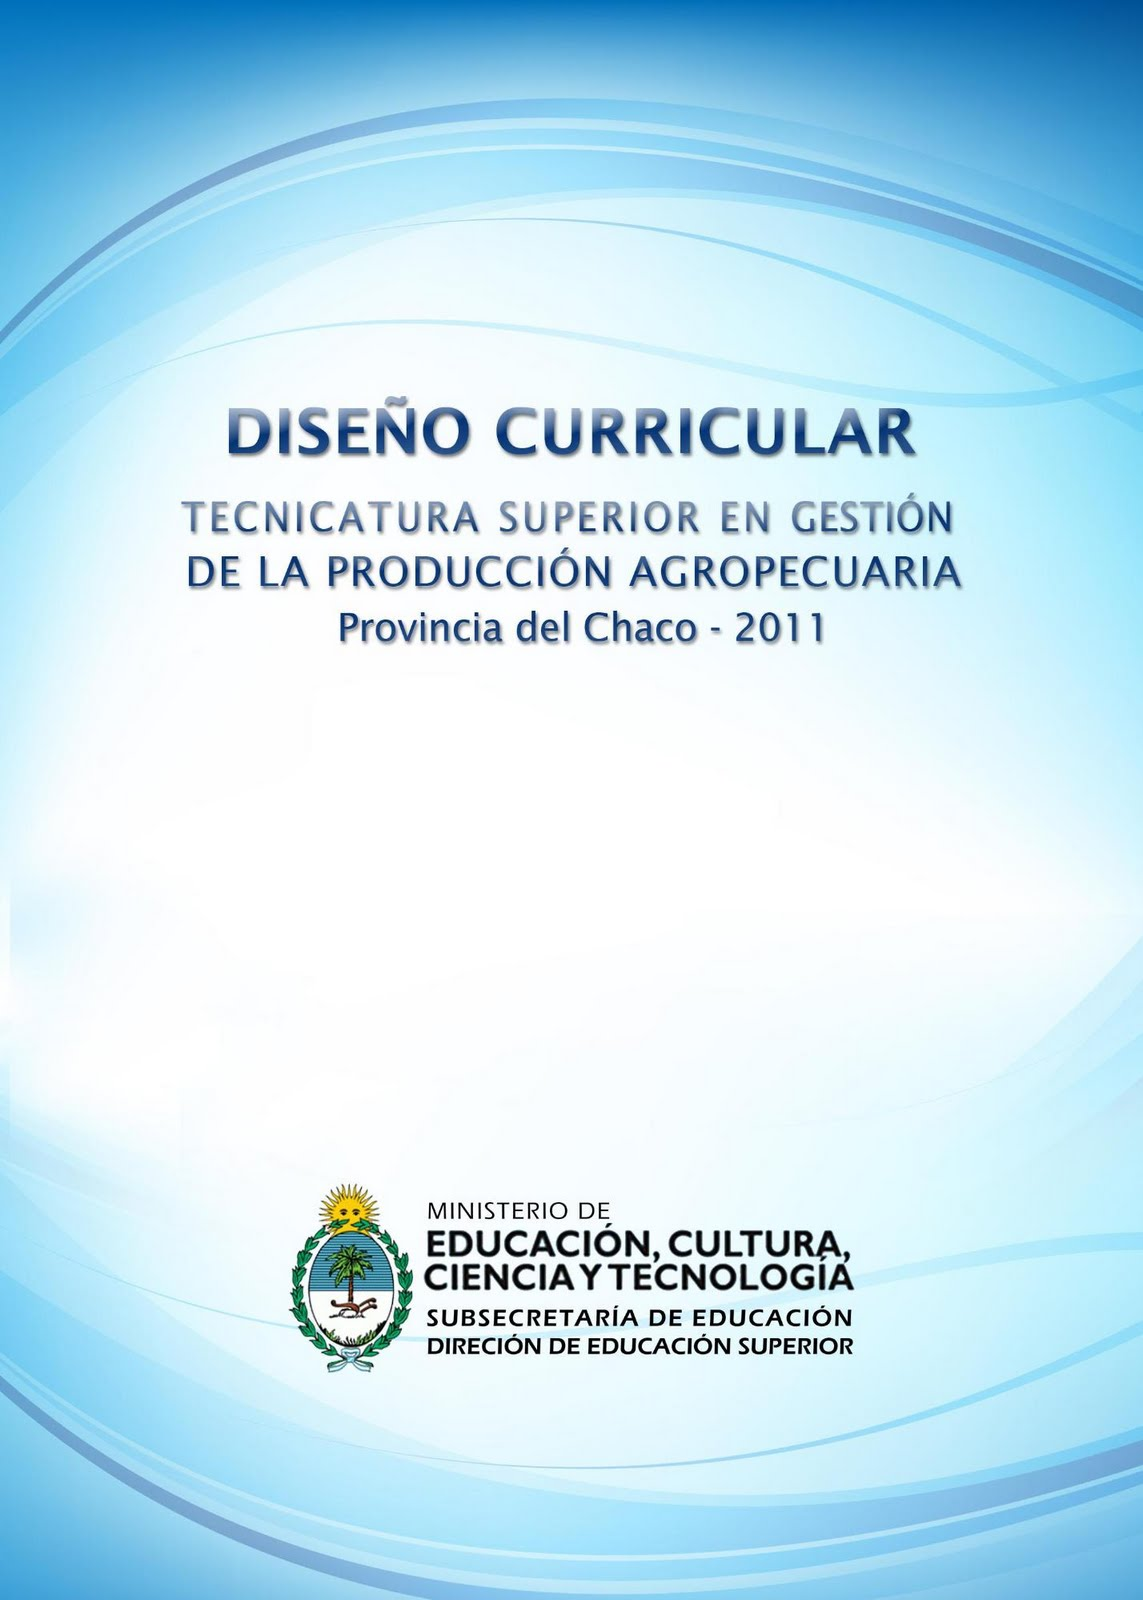 DISEÑO CURRICULAR
TECNICATURA SUPERIOR EN GESTIÓN
DE LA PRODUCCIÓN AGROPECUARIA
Provincia del Chaco - 2011
MINISTERIO DE
EDUCACIÓN, CULTURA,
CIENCIA Y TECNOLOGÍA
SUBSECRETARÍA DE EDUCACIÓN
DIRECIÓN DE EDUCACIÓN SUPERIOR